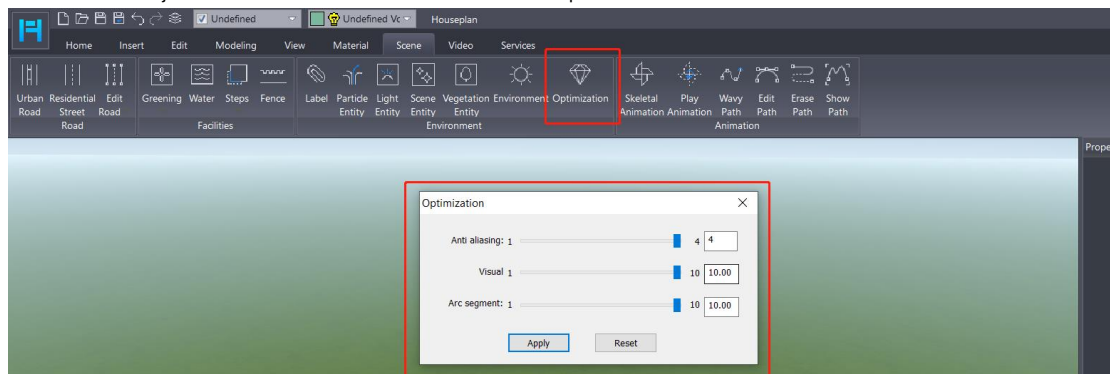 Undefined Undefined Vc Houseplan
Home Insert Edit Modeling View Material Scene Video Services
Urban Road Residential Street Edit Road Greening Water Steps Fence Label Particle Entity Light Entity Scene Entity Vegetation Entity Environment Optimization Skeletal Animation Play Animation Wavy Path Edit Path Erase Path Show Path
Road Facilities Environment Animation
Prope
Optimization
Anti aliasing: 1 4 4
Visual 1 10 10.00
Arc segment: 1 10 10.00
Apply Reset